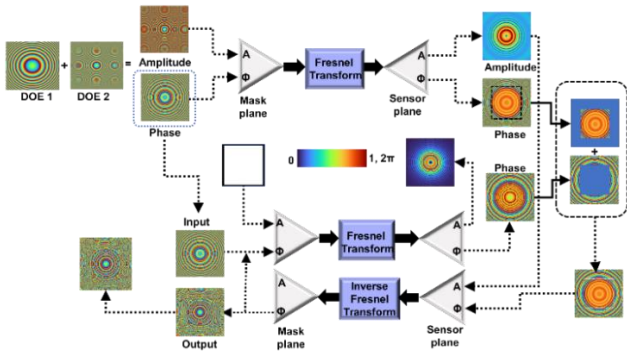 A
Φ
Fresnel
Transform
A
Φ
DOE 1
+
DOE 2
=
Amplitude
Mask
plane
Sensor
plane
Amplitude
Phase
Phase
0
1, 2π
Phase
+
Input
A
Φ
Fresnel
Transform
A
Φ
A
Φ
Inverse
Fresnel
Transform
A
Φ
Output
Mask
plane
Sensor
plane